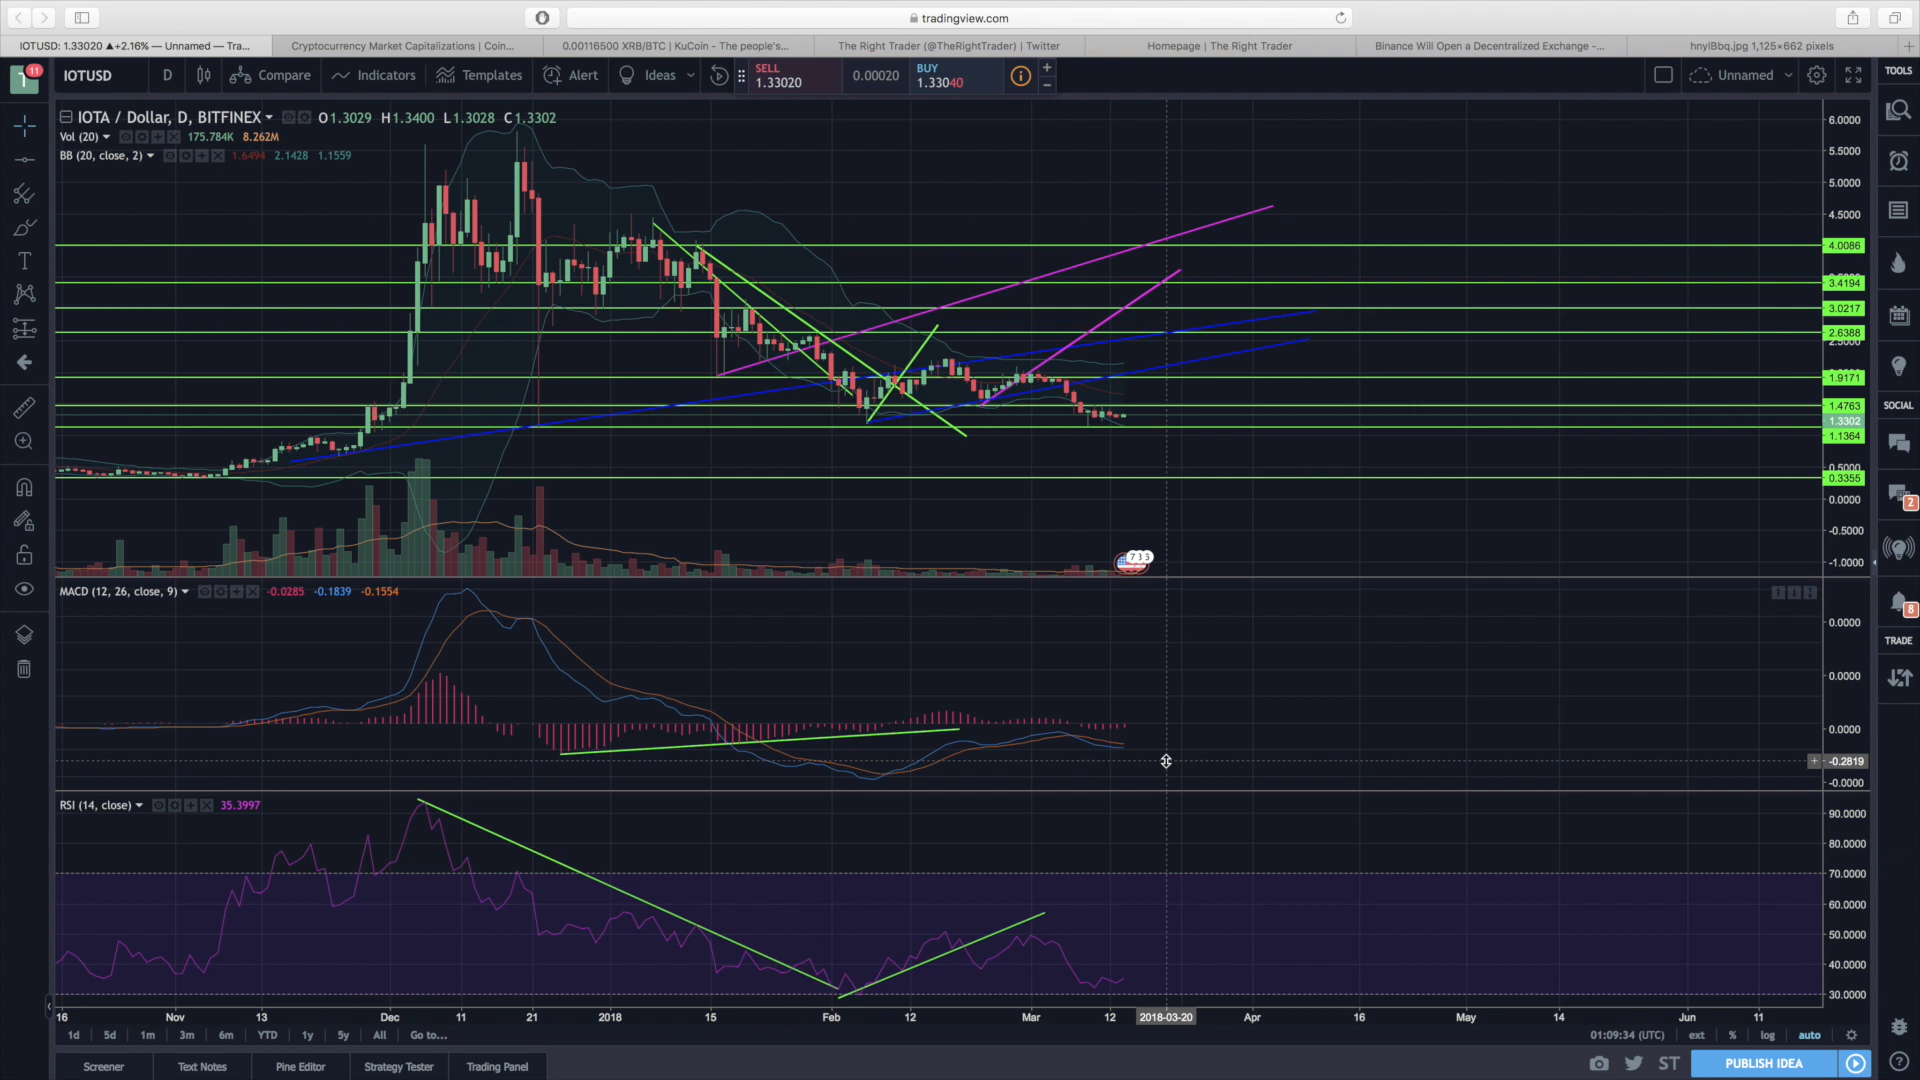 tradingview.com
IOTUSD: 1.33020 ▲+2.16% — Unnamed — Tra...
Cryptocurrency Market Capitalizations | Coin...
0.00116500 XRB/BTC | KuCoin - The people's...
The Right Trader (@TheRightTrader) | Twitter
Homepage | The Right Trader
Binance Will Open a Decentralized Exchange -...
hnylBbq.jpg 1,125×662 pixels
T 11 IOTUSD D Compare Indicators Templates Alert Ideas
SELL 1.33020 0.00020 BUY 1.33040
Unnamed
TOOLS
IOTA / Dollar, D, BITFINEX O1.3029 H1.3400 L1.3028 C1.3302
Vol (20) 175.784K 8.262M
BB (20, close, 2) 1.6494 2.1428 1.1559
6.0000
5.5000
5.0000
4.5000
4.0086
3.4194
3.0217
2.6388
1.9171
1.4763
1.3302
1.1364
0.5000
0.3355
0.0000
-0.5000
-1.0000
SOCIAL
2
8
TRADE
MACD (12, 26, close, 9) -0.0285 -0.1839 -0.1554
0.0000
0.0000
0.0000
-0.2819
-0.0000
RSI (14, close) 35.3997
90.0000
80.0000
70.0000
60.0000
50.0000
40.0000
30.0000
16 Nov 13 Dec 11 21 2018 15 Feb 12 Mar 12 2018-03-20 Apr 16 May 14 Jun 11
1d 5d 1m 3m 6m YTD 1y 5y All Go to...
01:09:34 (UTC) ext % log auto
Screener Text Notes Pine Editor Strategy Tester Trading Panel
ST PUBLISH IDEA